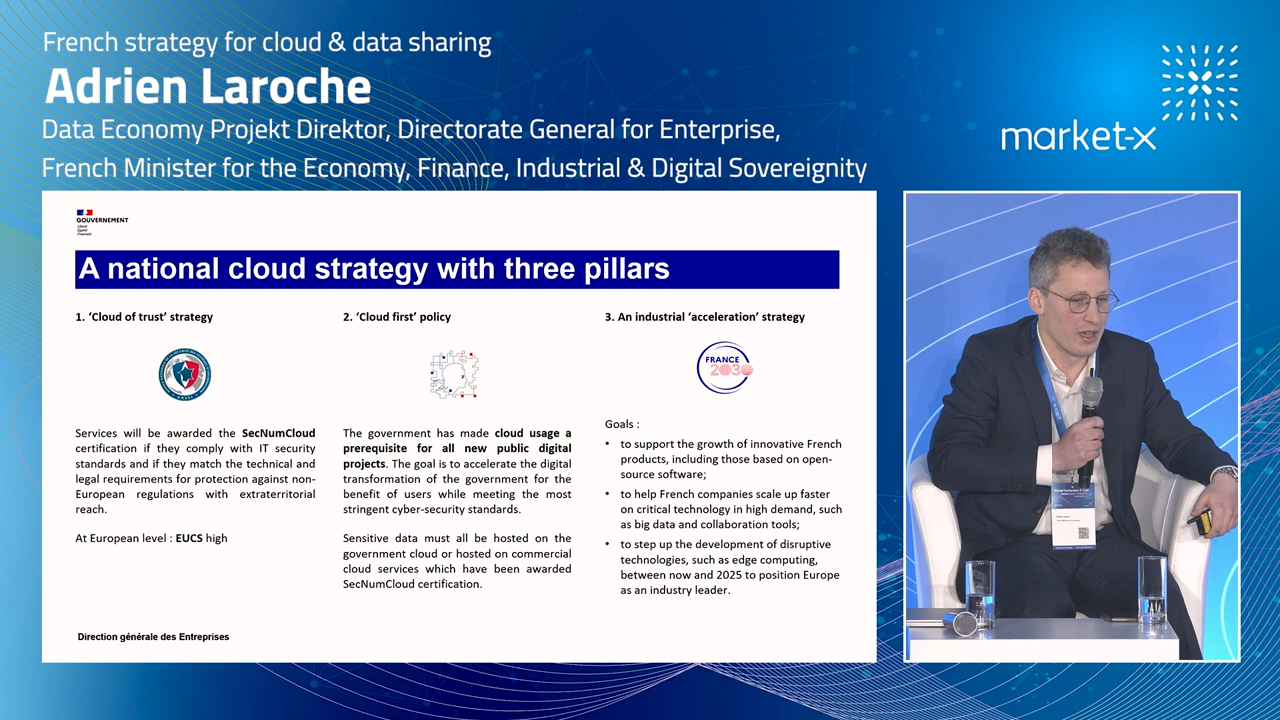 French strategy for cloud & data sharing
Adrien Laroche
Data Economy Projekt Direktor, Directorate General for Enterprise,
French Minister for the Economy, Finance, Industrial & Digital Sovereignity
market-x
GOUVERNEMENT
Liberté
Égalité
Fraternité
A national cloud strategy with three pillars
1. ‘Cloud of trust’ strategy
Services will be awarded the SecNumCloud
certification if they comply with IT security
standards and if they match the technical and
legal requirements for protection against non-
European regulations with extraterritorial
reach.
At European level : EUCS high
2. ‘Cloud first’ policy
The government has made cloud usage a
prerequisite for all new public digital
projects. The goal is to accelerate the digital
transformation of the government for the
benefit of users while meeting the most
stringent cyber-security standards.
Sensitive data must all be hosted on the
government cloud or hosted on commercial
cloud services which have been awarded
SecNumCloud certification.
3. An industrial ‘acceleration’ strategy
FRANCE
2030
Goals :
• to support the growth of innovative French
products, including those based on open-
source software;
• to help French companies scale up faster
on critical technology in high demand, such
as big data and collaboration tools;
• to step up the development of disruptive
technologies, such as edge computing,
between now and 2025 to position Europe
as an industry leader.
Direction générale des Entreprises